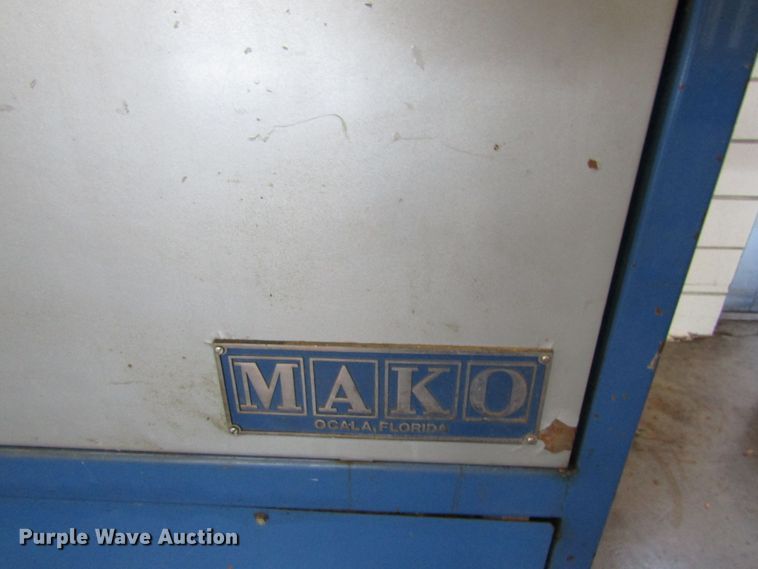 MAKO
OCALA, FLORIDA
Purple Wave Auction